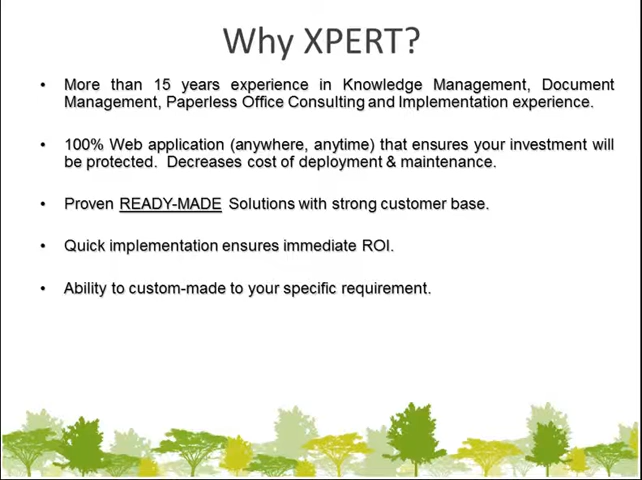 Why XPERT?
• More than 15 years experience in Knowledge Management, Document
Management, Paperless Office Consulting and Implementation experience.
• 100% Web application (anywhere, anytime) that ensures your investment will
be protected. Decreases cost of deployment & maintenance.
• Proven READY-MADE Solutions with strong customer base.
• Quick implementation ensures immediate ROI.
• Ability to custom-made to your specific requirement.